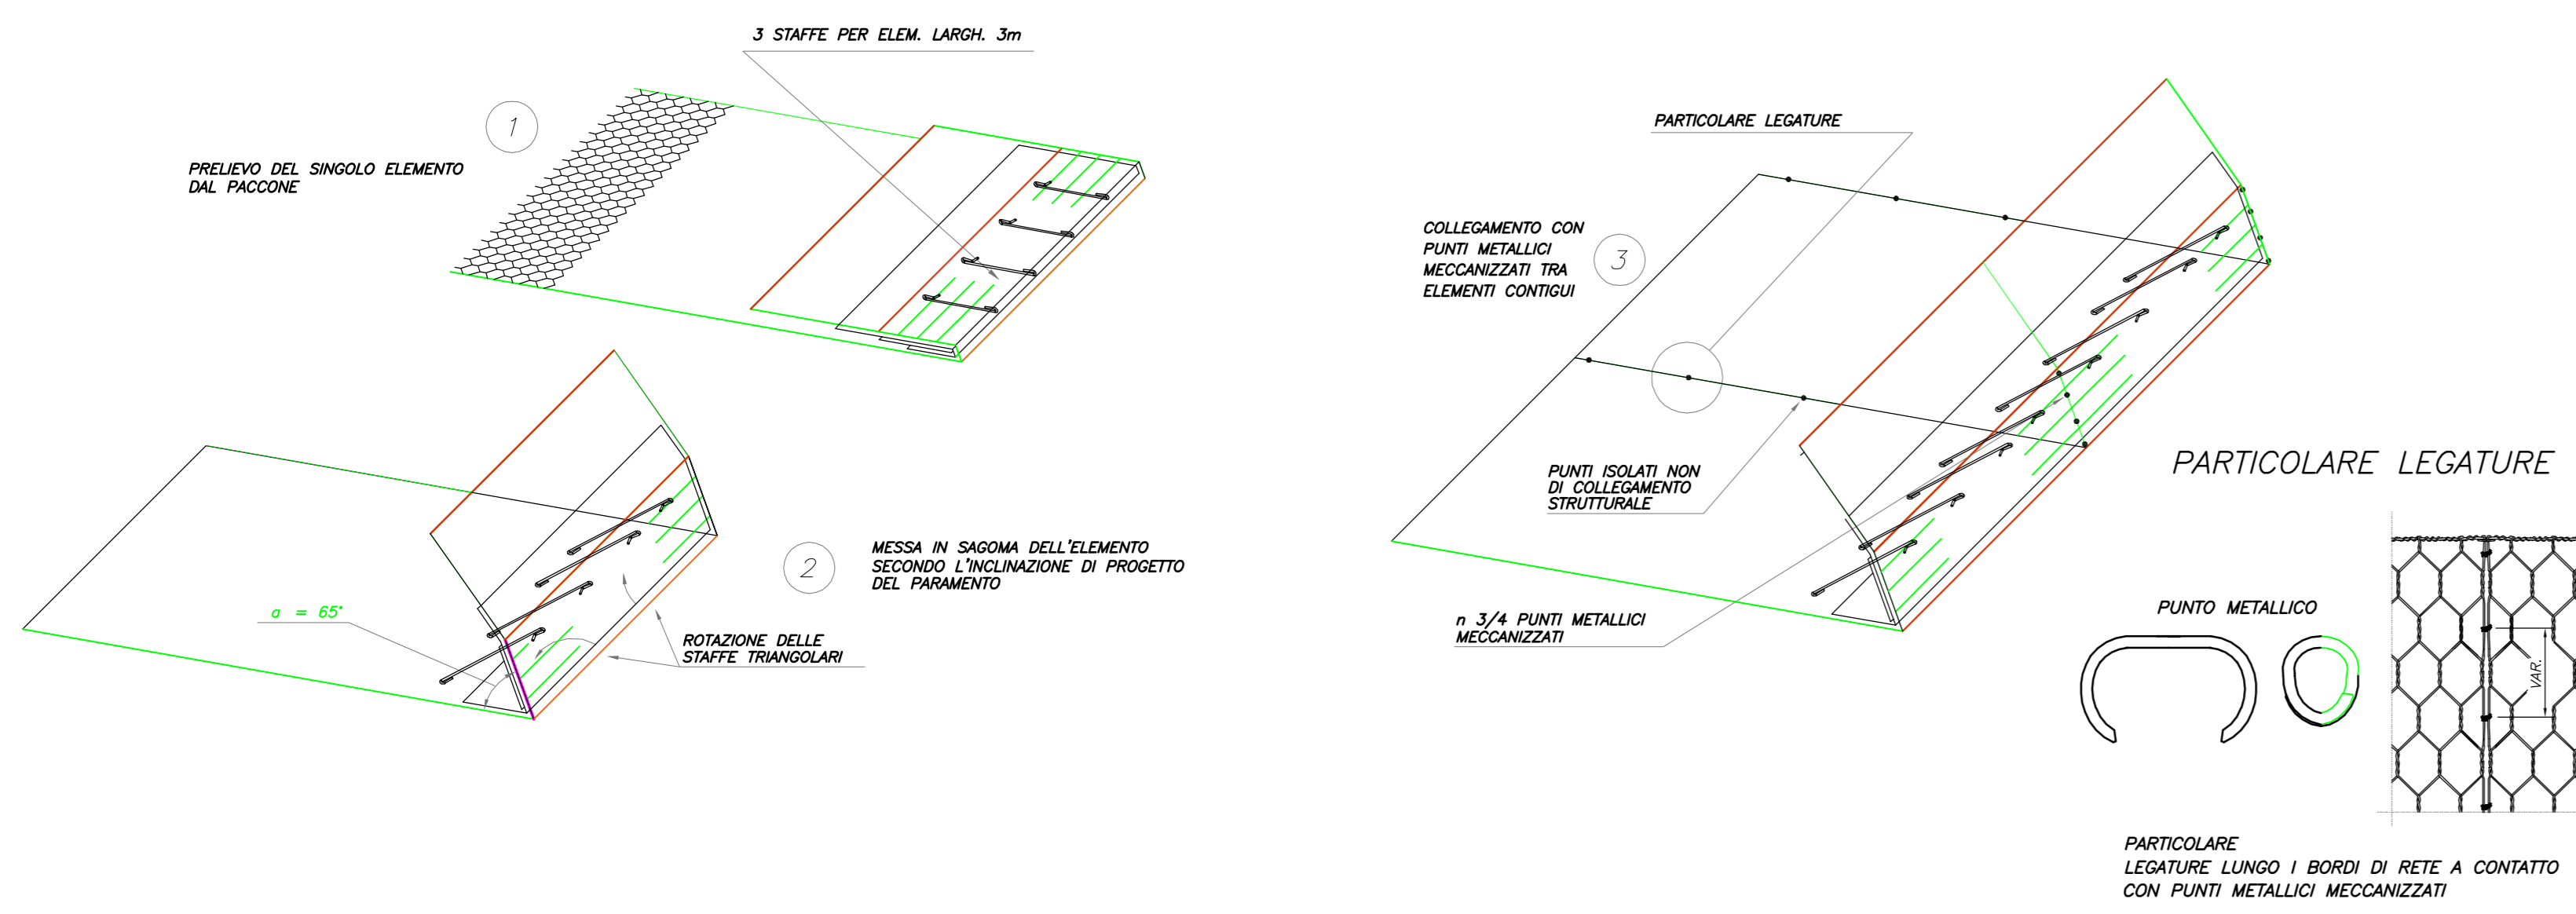 3 STAFFE PER ELEM. LARGH. 3m
1
PRELIEVO DEL SINGOLO ELEMENTO
DAL PACCONE
a = 65°
2
MESSA IN SAGOMA DELL'ELEMENTO
SECONDO L'INCLINAZIONE DI PROGETTO
DEL PARAMENTO
ROTAZIONE DELLE
STAFFE TRIANGOLARI
PARTICOLARE LEGATURE
COLLEGAMENTO CON
PUNTI METALLICI
MECCANIZZATI TRA
ELEMENTI CONTIGUI
3
PUNTI ISOLATI NON
DI COLLEGAMENTO
STRUTTURALE
n 3/4 PUNTI METALLICI
MECCANIZZATI
PARTICOLARE LEGATURE
PUNTO METALLICO
VAR.
PARTICOLARE
LEGATURE LUNGO I BORDI DI RETE A CONTATTO
CON PUNTI METALLICI MECCANIZZATI